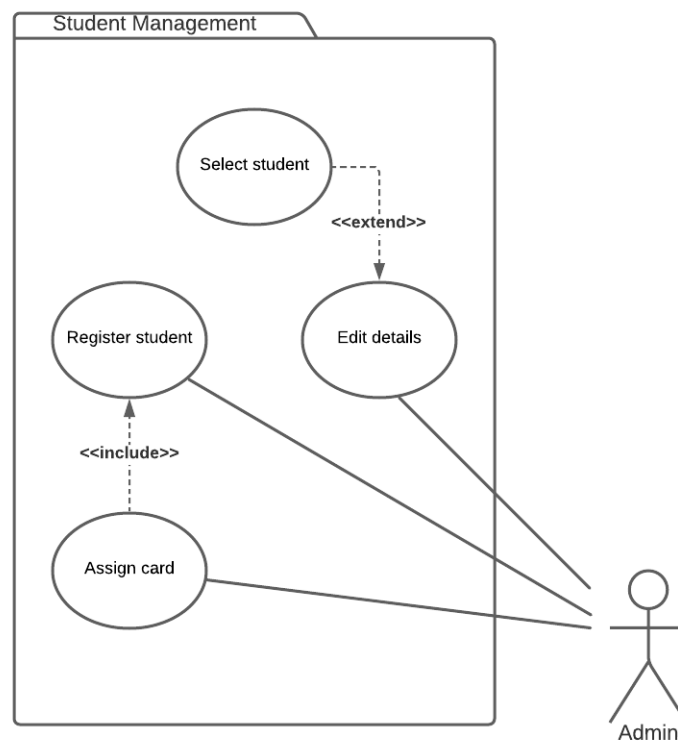 Student Management
Select student
<<extend>>
Register student
Edit details
<<include>>
Assign card
Admin